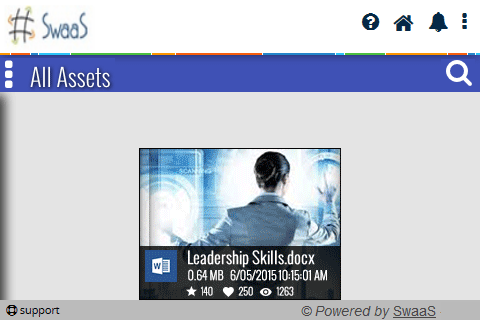 SwaaS
All Assets
SCANNING
Leadership Skills.docx
0.64 MB 6/05/2015 10:15:01 AM
140 250 1263
support
© Powered by SwaaS